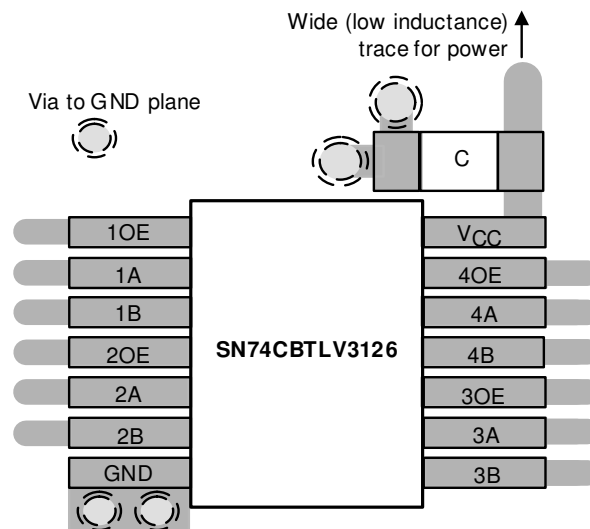 Wide (low inductance)
trace for power
Via to GND plane
C
1OE
1A
1B
2OE
2A
2B
GND
SN74CBTLV3126
VCC
4OE
4A
4B
3OE
3A
3B